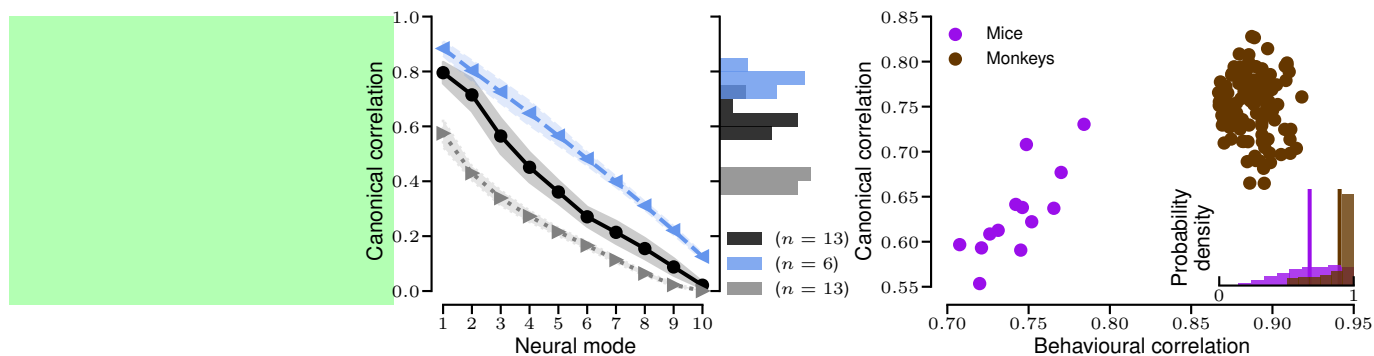 1.0
0.8
0.6
0.4
0.2
0.0
Canonical correlation
1 2 3 4 5 6 7 8 9 10
Neural mode
(n = 13)
(n = 6)
(n = 13)
0.85
0.80
0.75
0.70
0.65
0.60
0.55
Canonical correlation
Mice
Monkeys
Probability
density
0 1
0.70 0.75 0.80 0.85 0.90 0.95
Behavioural correlation